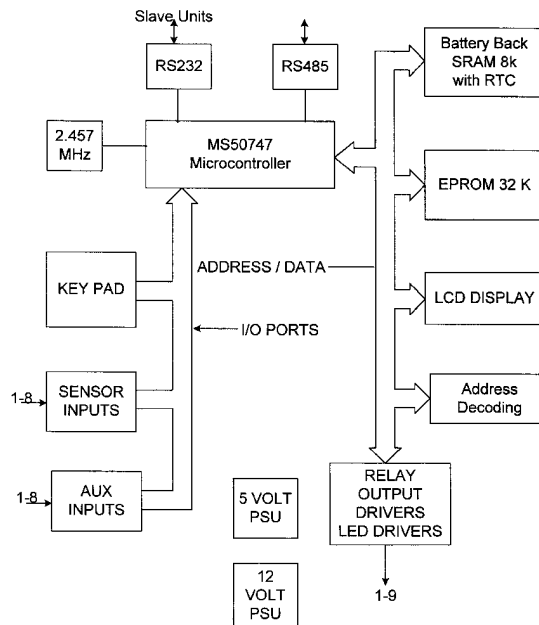 Slave Units
RS232
RS485
Battery Back
SRAM 8k
with RTC
2.457
MHz
MS50747
Microcontroller
EPROM 32 K
KEY PAD
ADDRESS / DATA
LCD DISPLAY
I/O PORTS
1-8
SENSOR
INPUTS
Address
Decoding
1-8
AUX
INPUTS
5 VOLT
PSU
RELAY
OUTPUT
DRIVERS
LED DRIVERS
12
VOLT
PSU
1-9